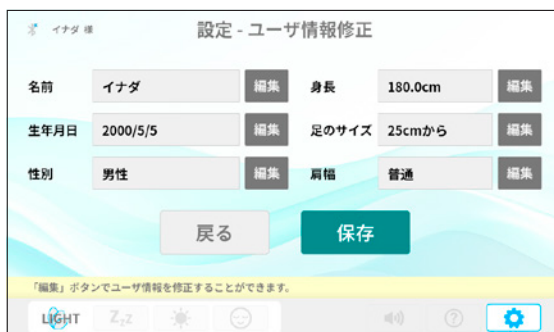 イナダ 様
設定 - ユーザ情報修正
名前 イナダ 編集 身長 180.0cm 編集
生年月日 2000/5/5 編集 足のサイズ 25cmから 編集
性別 男性 編集 肩幅 普通 編集
戻る 保存
「編集」ボタンでユーザ情報を修正することができます。
LIGHT Zzz ?